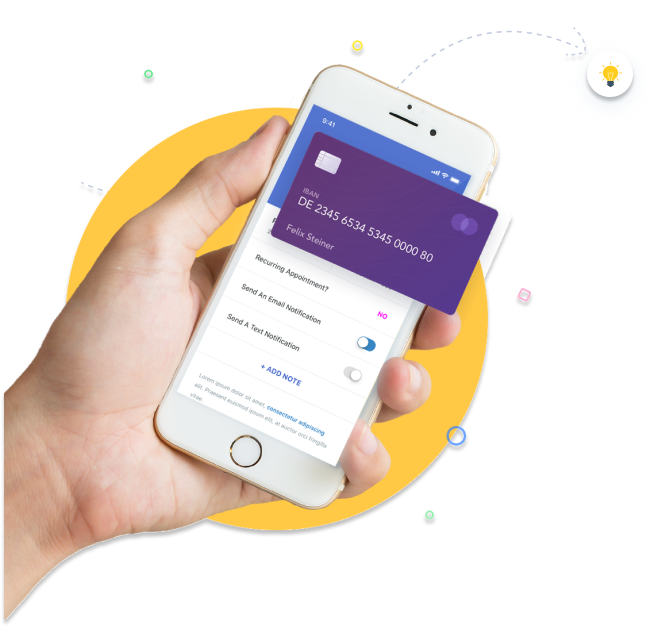 9:41
IBAN
DE 2345 6534 5345 0000 80
Felix Steiner
Recurring Appointment?
NO
Send An Email Notification
Send A Text Notification
+ ADD NOTE
Lorem ipsum dolor sit amet, consectetur adipiscing
elit. Praesent euismod ipsum elit, at auctor orci fringilla
vitae.